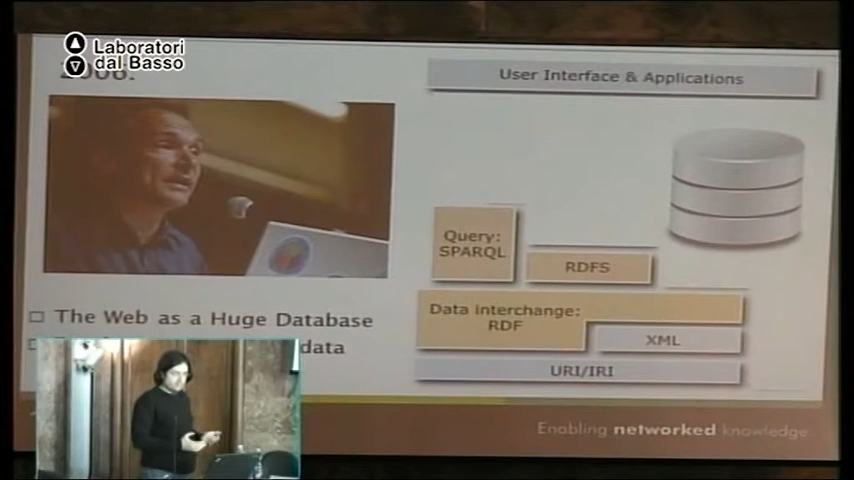 Laboratori
dal Basso
User Interface & Applications
Query:
SPARQL
RDFS
Data interchange:
RDF
XML
URI/IRI
The Web as a Huge Database
data
Enabling networked knowledge